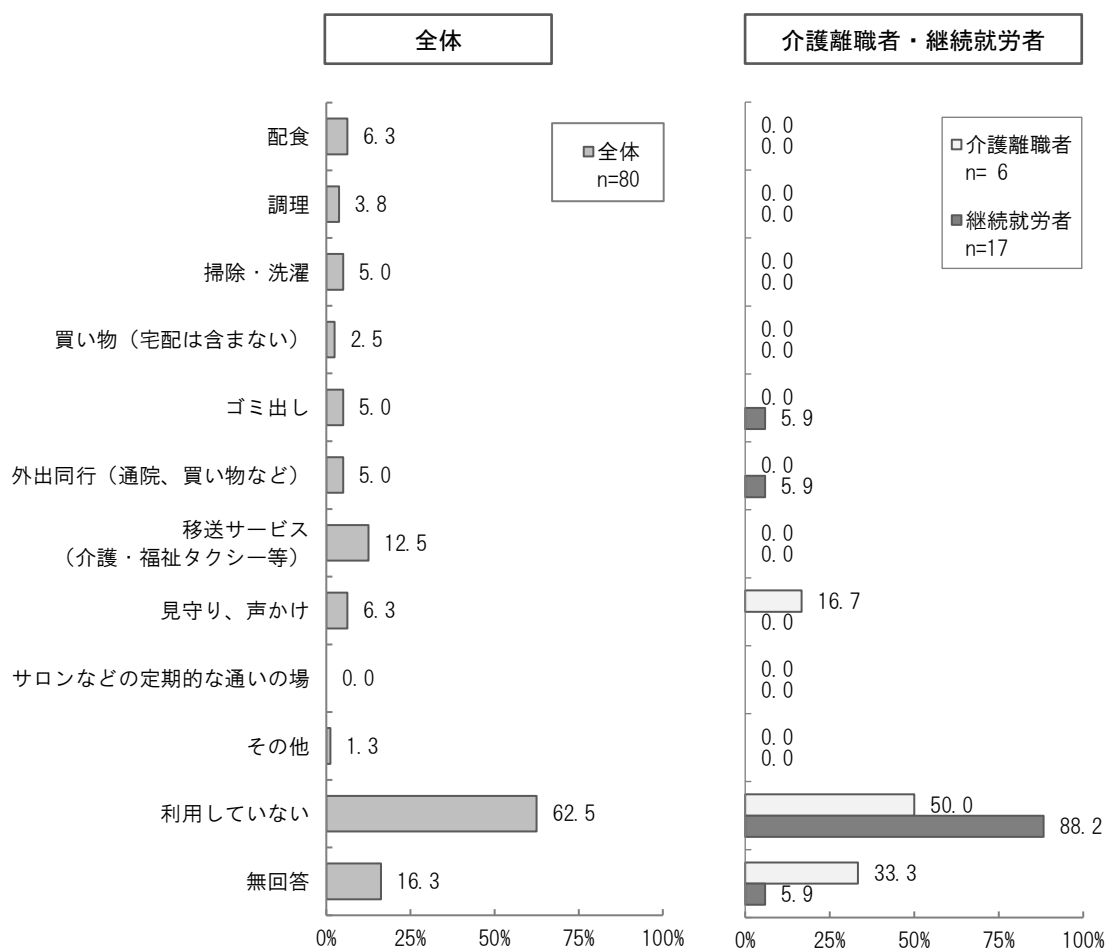 全体
介護離職者・継続就労者
全体
n=80
介護離職者
n= 6
継続就労者
n=17
配食 6.3 0.0
0.0
調理 3.8 0.0
0.0
掃除・洗濯 5.0 0.0
0.0
買い物（宅配は含まない） 2.5 0.0
0.0
ゴミ出し 5.0 0.0
5.9
外出同行（通院、買い物など） 5.0 0.0
5.9
移送サービス
（介護・福祉タクシー等） 12.5 0.0
0.0
見守り、声かけ 6.3 16.7
0.0
サロンなどの定期的な通いの場 0.0 0.0
0.0
その他 1.3 0.0
0.0
利用していない 62.5 50.0
88.2
無回答 16.3 33.3
5.9
0% 25% 50% 75% 100%
0% 25% 50% 75% 100%